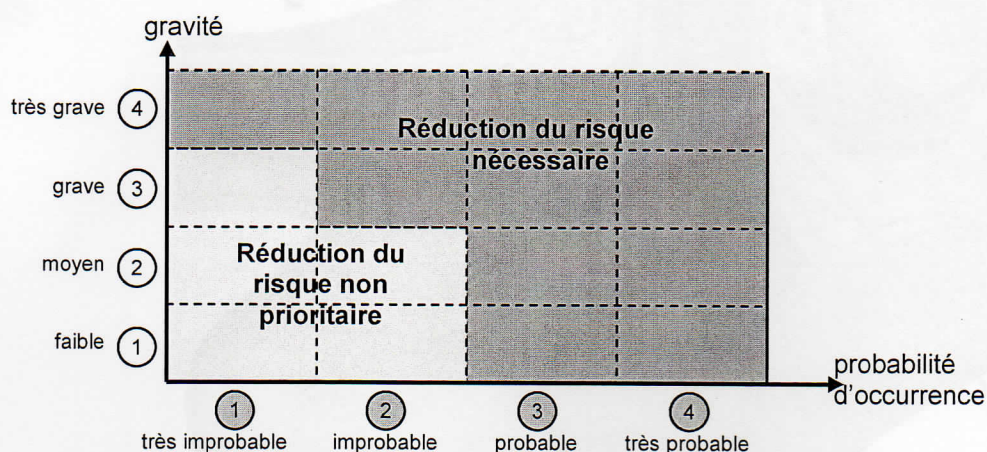 gravité
très grave 4
Réduction du risque
nécessaire
grave 3
moyen 2
Réduction du
risque non
prioritaire
faible 1
probabilité
d'occurrence
1 2 3 4
très improbable improbable probable très probable